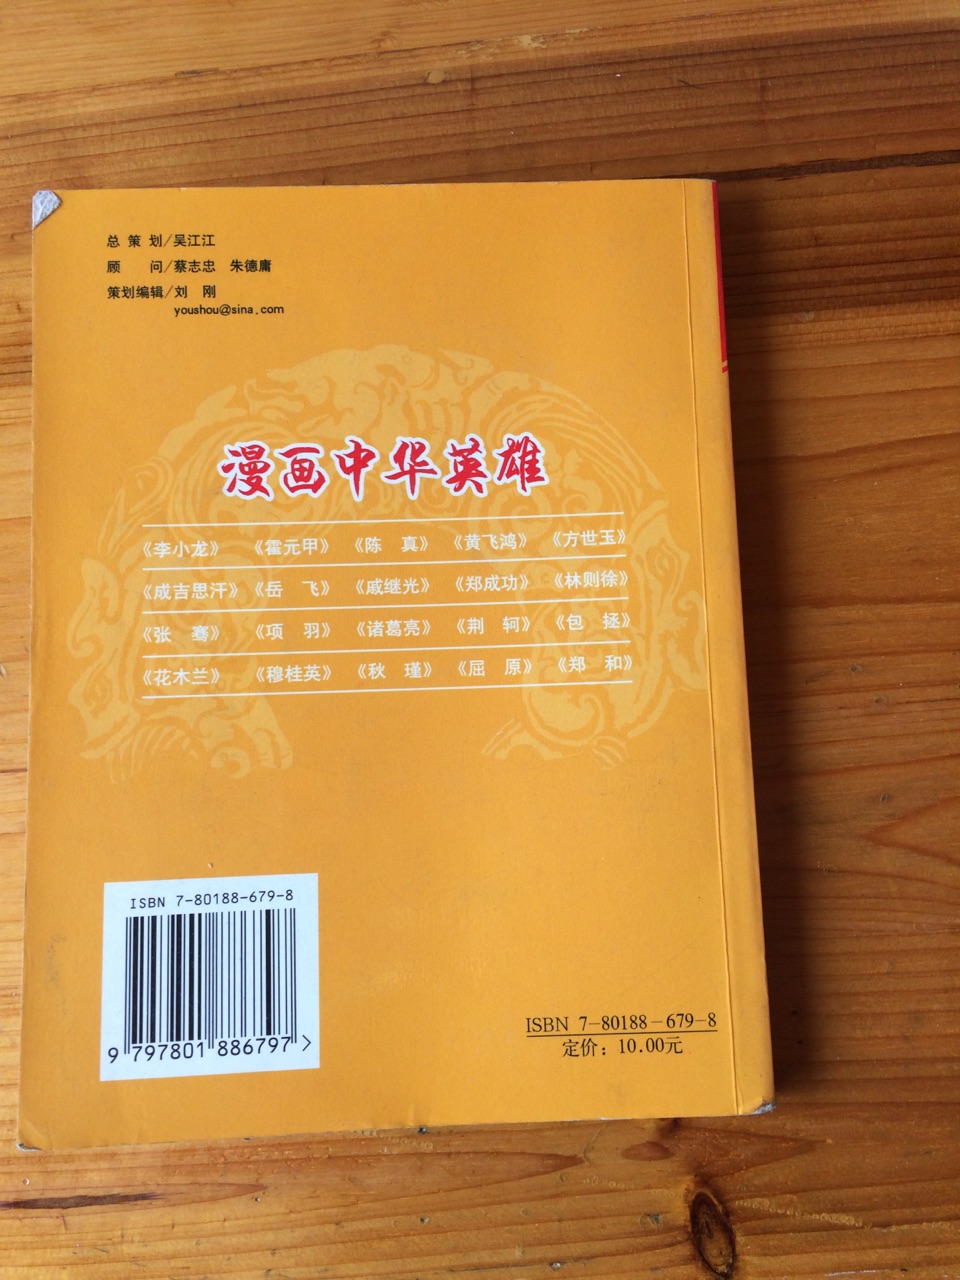 总 策 划/吴江江
顾　　问/蔡志忠　朱德庸
策划编辑/刘　刚
youshou@sina.com
漫画中华英雄
《李小龙》 《霍元甲》 《陈　真》 《黄飞鸿》 《方世玉》
《成吉思汗》 《岳　飞》 《戚继光》 《郑成功》 《林则徐》
《张　骞》 《项　羽》 《诸葛亮》 《荆　轲》 《包　拯》
《花木兰》 《穆桂英》 《秋　瑾》 《屈　原》 《郑　和》
ISBN 7-80188-679-8
9 797801 886797 >
ISBN 7-80188-679-8
定价：10.00元